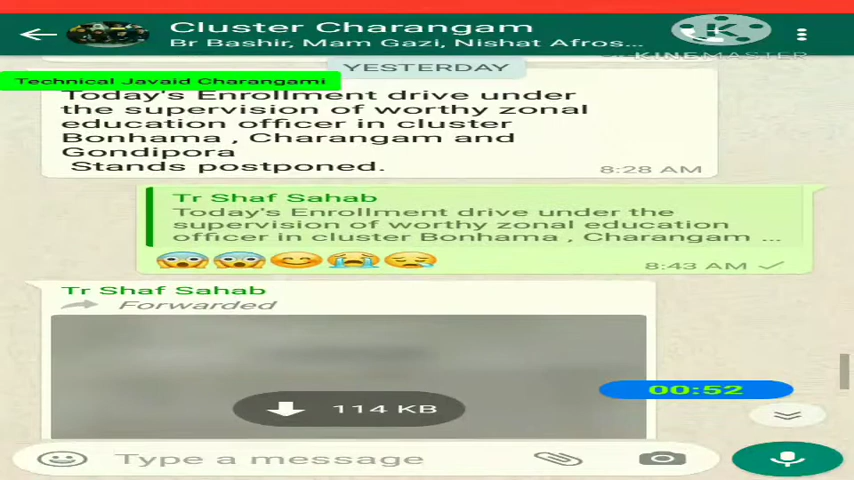 Cluster Charangam
Br Bashir, Mam Gazi, Nishat Afros...
KINEMASTER
YESTERDAY
Technical Javaid Charangami
Today's Enrollment drive under
the supervision of worthy zonal
education officer in cluster
Bonhama , Charangam and
Gondipora
Stands postponed.
8:28 AM
Tr Shaf Sahab
Today's Enrollment drive under the
supervision of worthy zonal education
officer in cluster Bonhama , Charangam ...
😱😱😊😭😪
8:43 AM
Tr Shaf Sahab
Forwarded
114 KB
00:52
Type a message